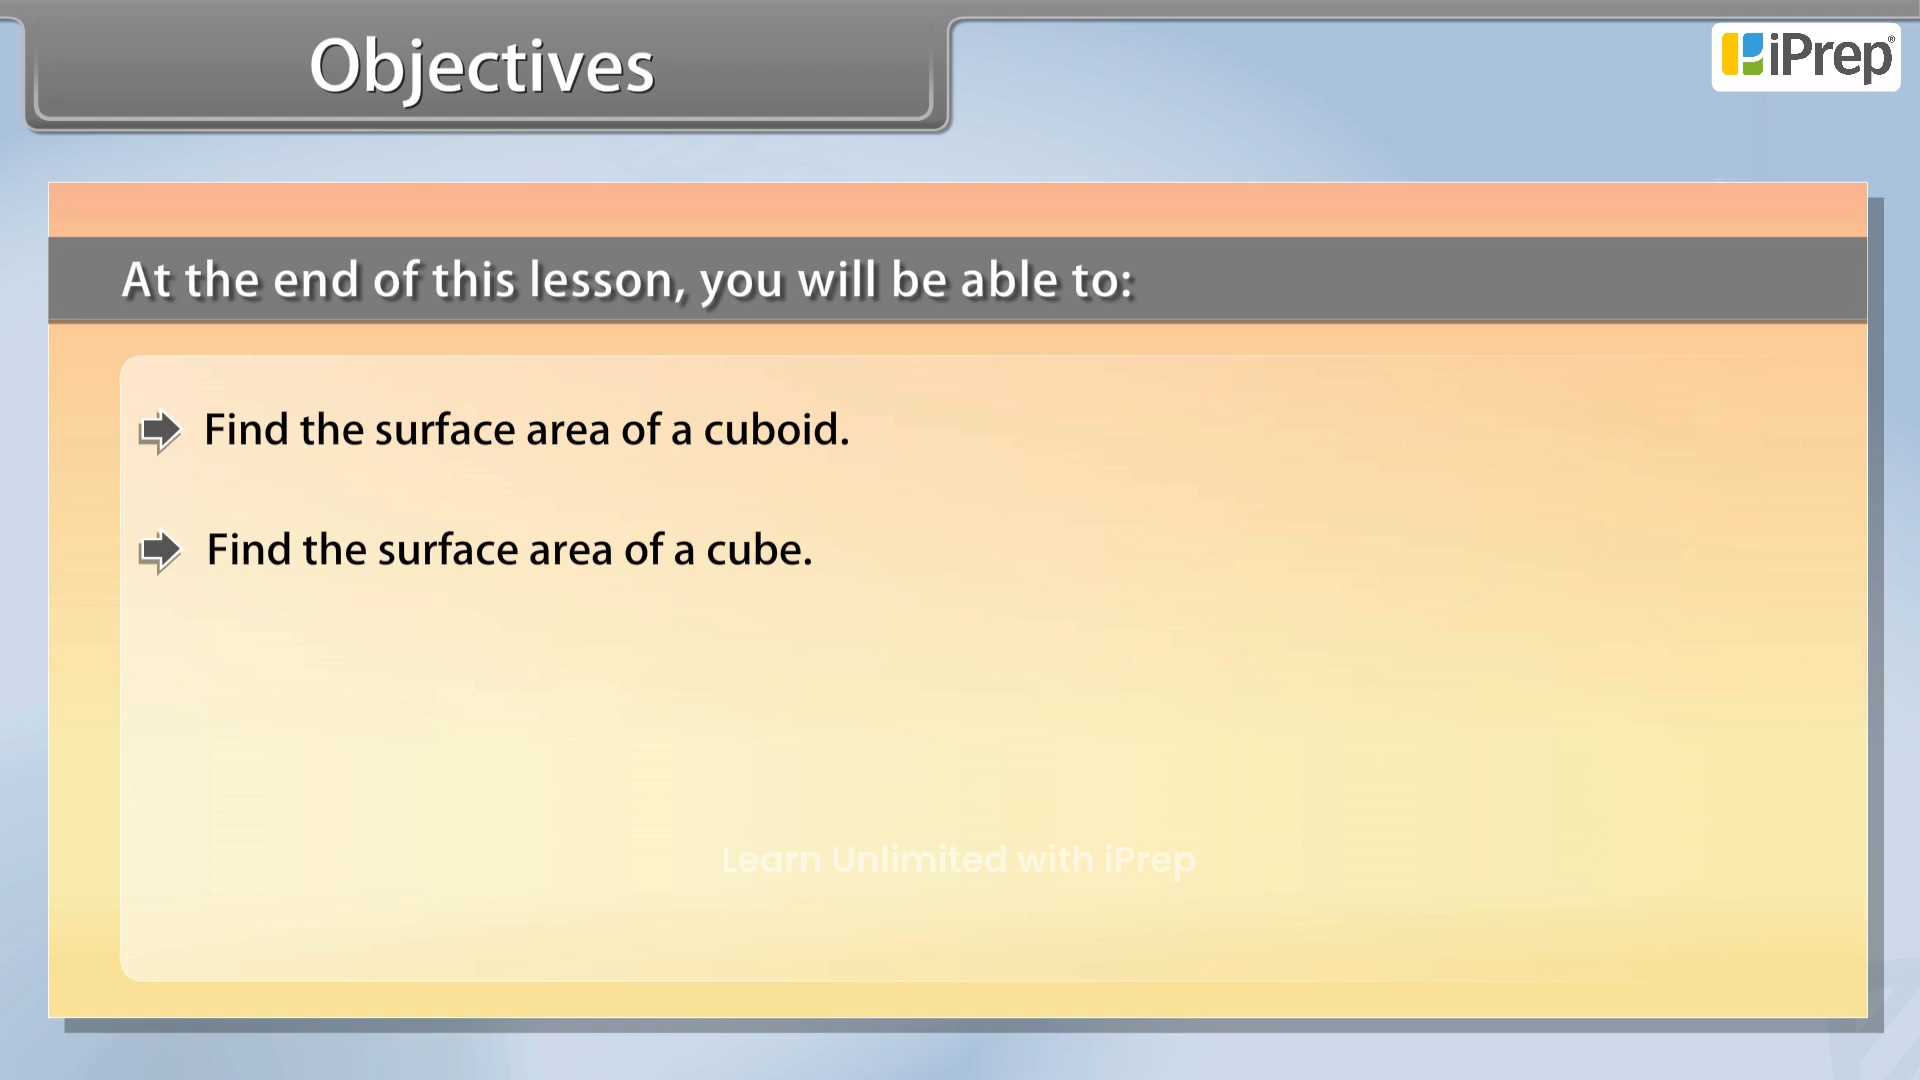 Objectives
iPrep®
At the end of this lesson, you will be able to:
Find the surface area of a cuboid.
Find the surface area of a cube.
Learn Unlimited with iPrep